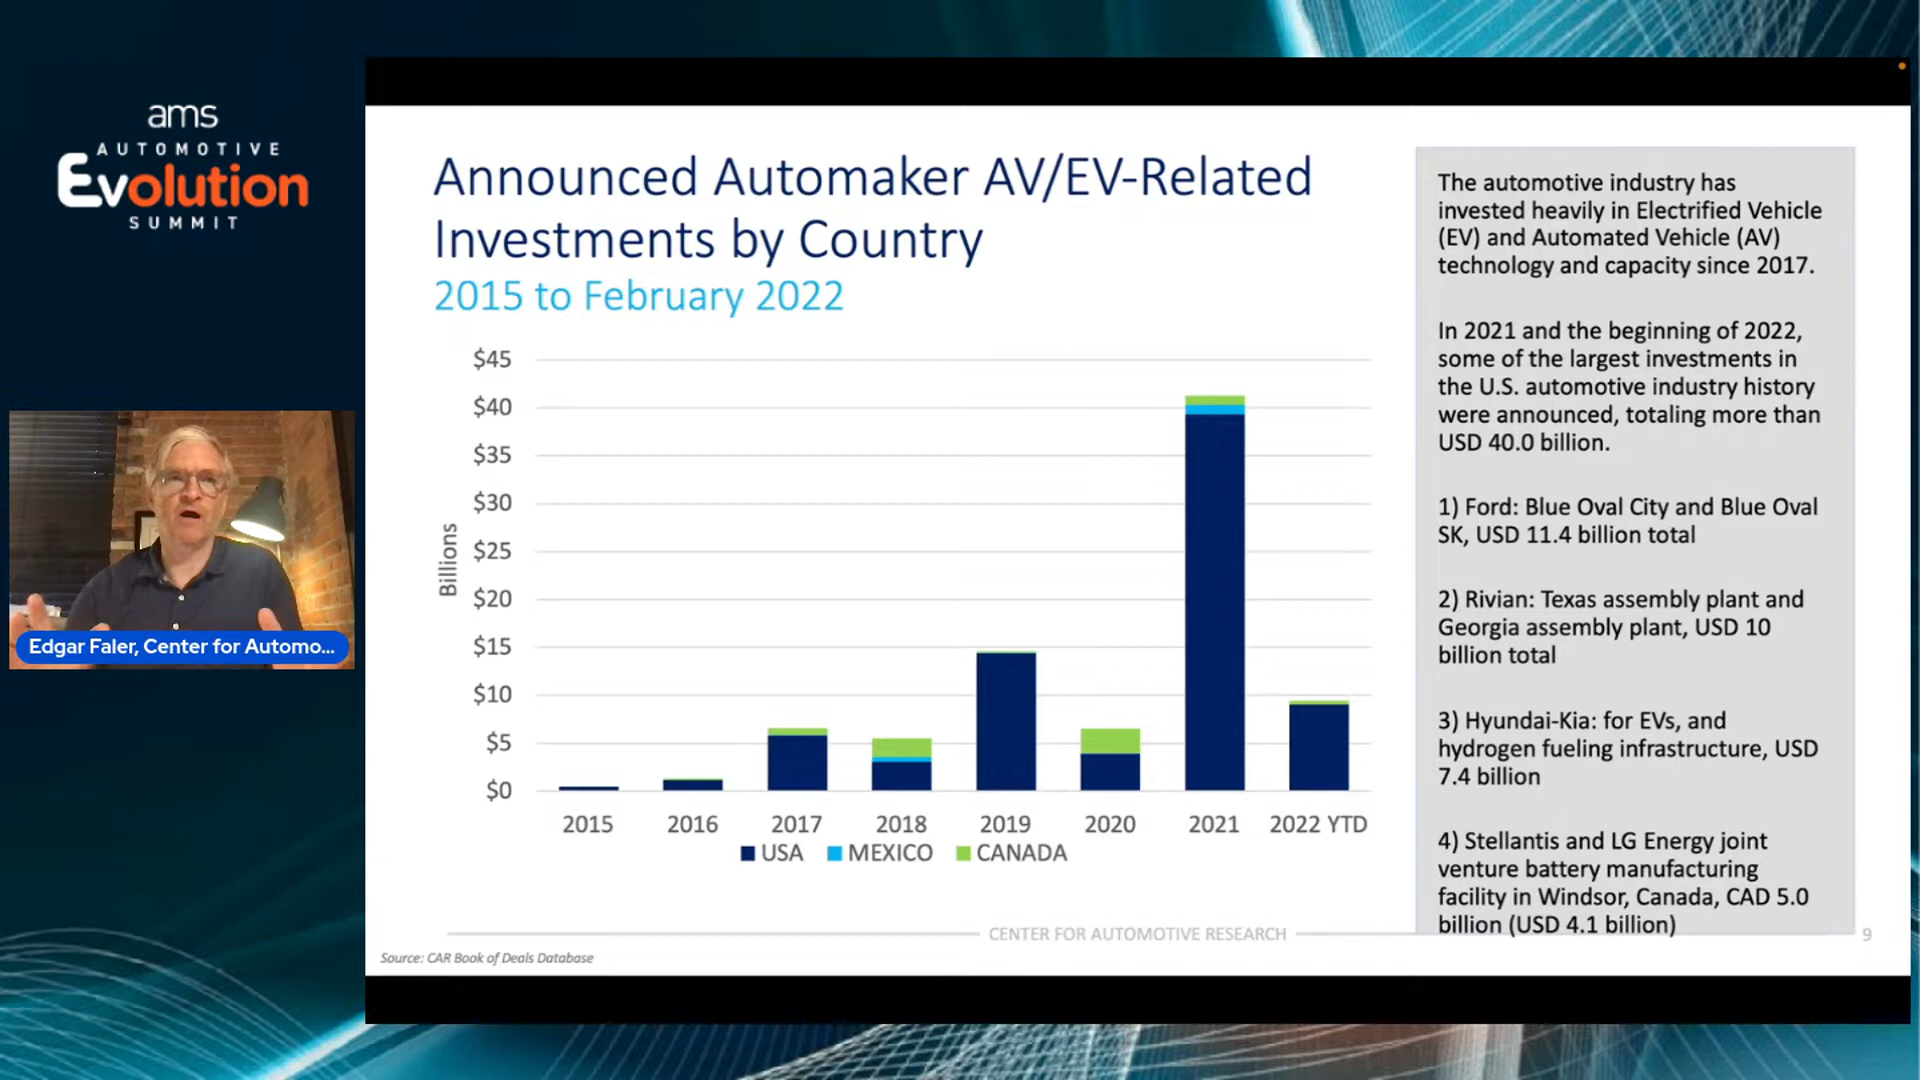 ams
AUTOMOTIVE
Evolution
SUMMIT
Edgar Faler, Center for Automo...
Announced Automaker AV/EV-Related
Investments by Country
2015 to February 2022
$45
$40
$35
$30
$25
$20
$15
$10
$5
$0
Billions
2015 2016 2017 2018 2019 2020 2021 2022 YTD
USA MEXICO CANADA
The automotive industry has
invested heavily in Electrified Vehicle
(EV) and Automated Vehicle (AV)
technology and capacity since 2017.
In 2021 and the beginning of 2022,
some of the largest investments in
the U.S. automotive industry history
were announced, totaling more than
USD 40.0 billion.
1) Ford: Blue Oval City and Blue Oval
SK, USD 11.4 billion total
2) Rivian: Texas assembly plant and
Georgia assembly plant, USD 10
billion total
3) Hyundai-Kia: for EVs, and
hydrogen fueling infrastructure, USD
7.4 billion
4) Stellantis and LG Energy joint
venture battery manufacturing
facility in Windsor, Canada, CAD 5.0
billion (USD 4.1 billion)
CENTER FOR AUTOMOTIVE RESEARCH
9
Source: CAR Book of Deals Database